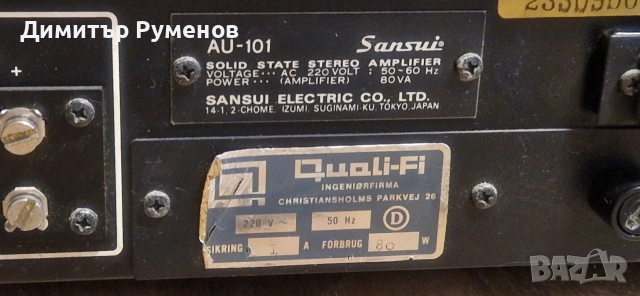 Димитър Руменов
+
AU-101 Sansui
SOLID STATE STEREO AMPLIFIER
VOLTAGE··· AC 220 VOLT : 50~60 Hz
POWER··· (AMPLIFIER) 80VA
SANSUI ELECTRIC CO., LTD.
14-1, 2-CHOME, IZUMI, SUGINAMI-KU, TOKYO, JAPAN
Quali-Fi
INGENIØRFIRMA
CHRISTIANSHOLMS PARKVEJ 26
220 V ~ 50 Hz D
SIKRING 1 A FORBRUG 80 W
BAZAR.BG